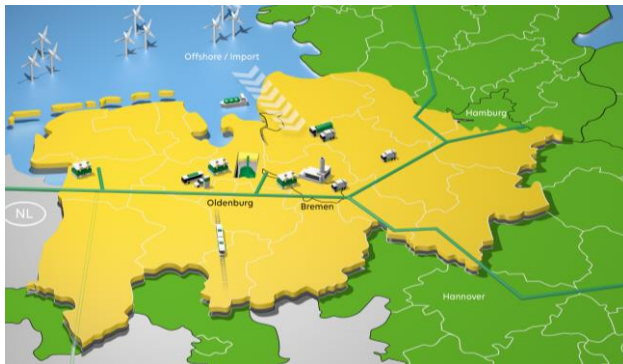 Offshore / Import
Hamburg
NL
Oldenburg
Bremen
Hannover